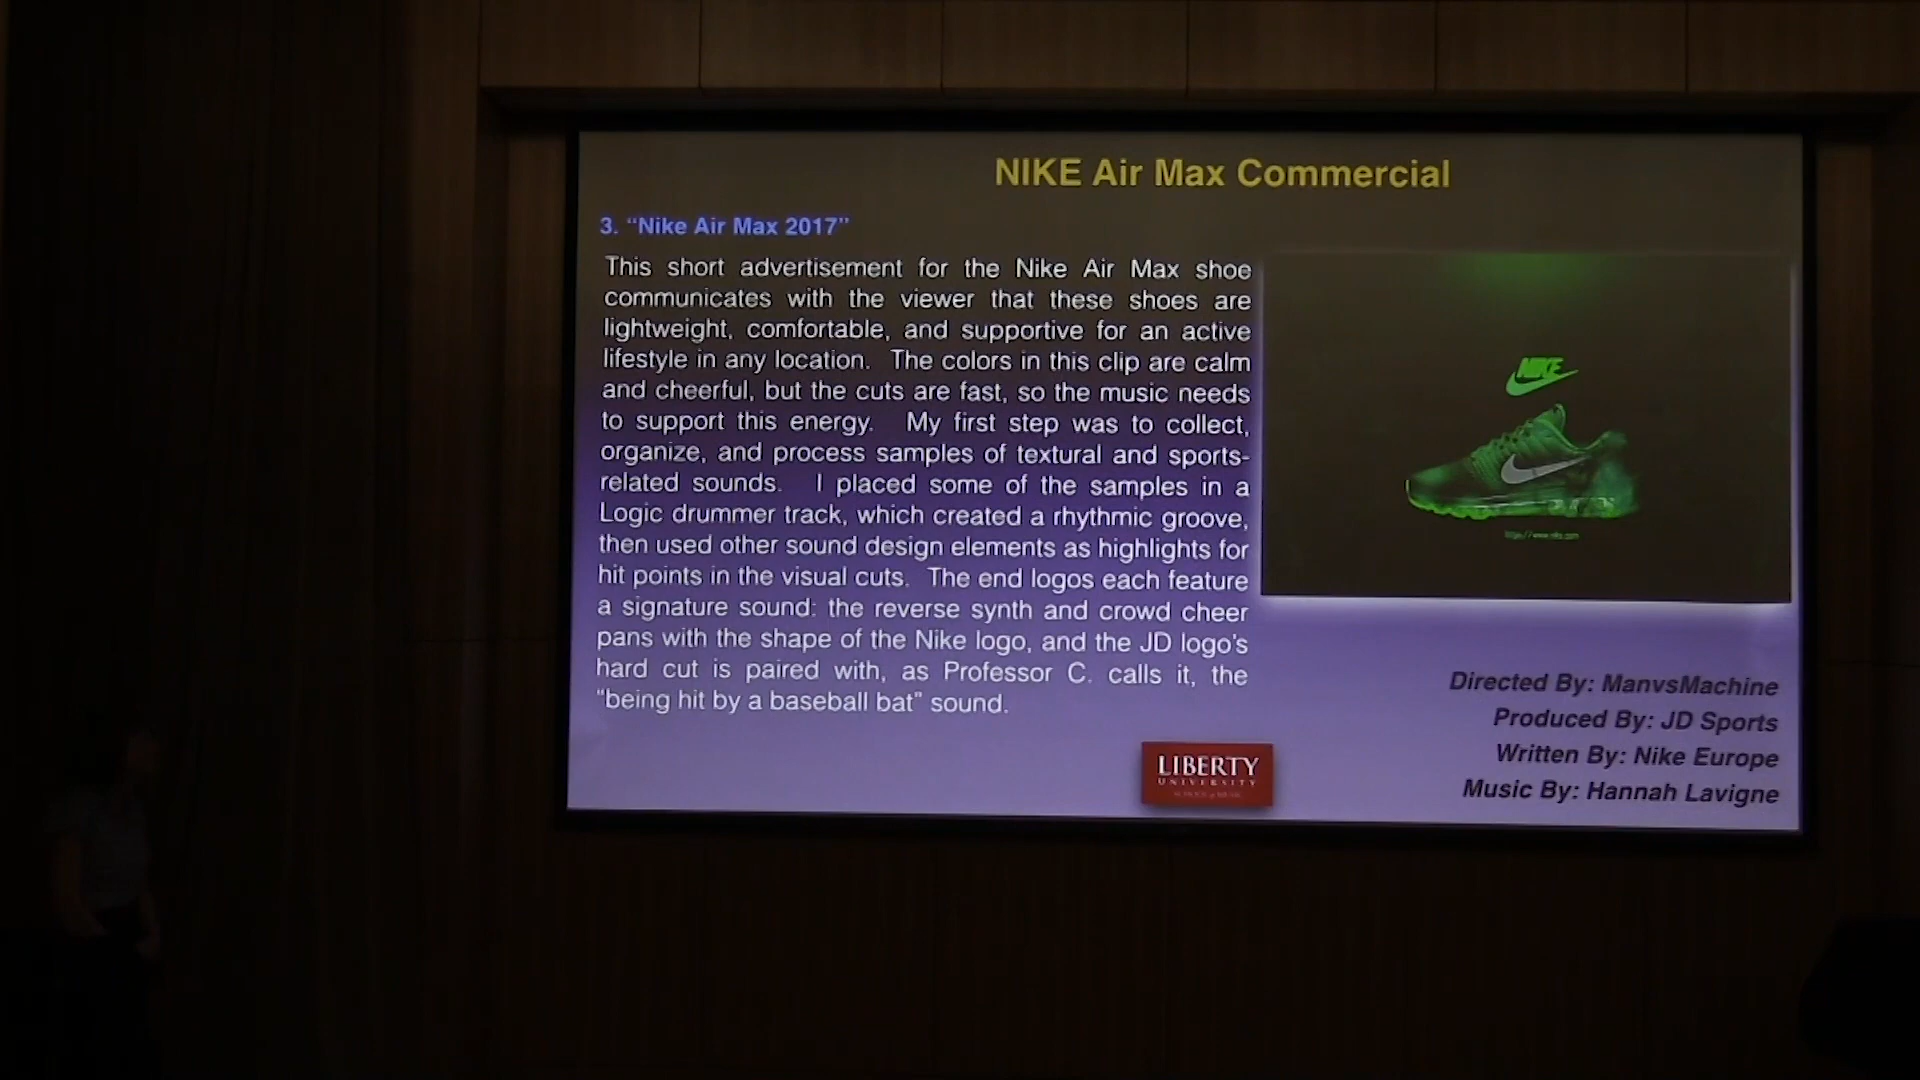 NIKE Air Max Commercial
3. “Nike Air Max 2017”
This short advertisement for the Nike Air Max shoe
communicates with the viewer that these shoes are
lightweight, comfortable, and supportive for an active
lifestyle in any location. The colors in this clip are calm
and cheerful, but the cuts are fast, so the music needs
to support this energy. My first step was to collect,
organize, and process samples of textural and sports-
related sounds. I placed some of the samples in a
Logic drummer track, which created a rhythmic groove,
then used other sound design elements as highlights for
hit points in the visual cuts. The end logos each feature
a signature sound: the reverse synth and crowd cheer
pans with the shape of the Nike logo, and the JD logo's
hard cut is paired with, as Professor C. calls it, the
"being hit by a baseball bat" sound.
NIKE
https://www.nike.com
Directed By: ManvsMachine
Produced By: JD Sports
Written By: Nike Europe
Music By: Hannah Lavigne
LIBERTY
UNIVERSITY